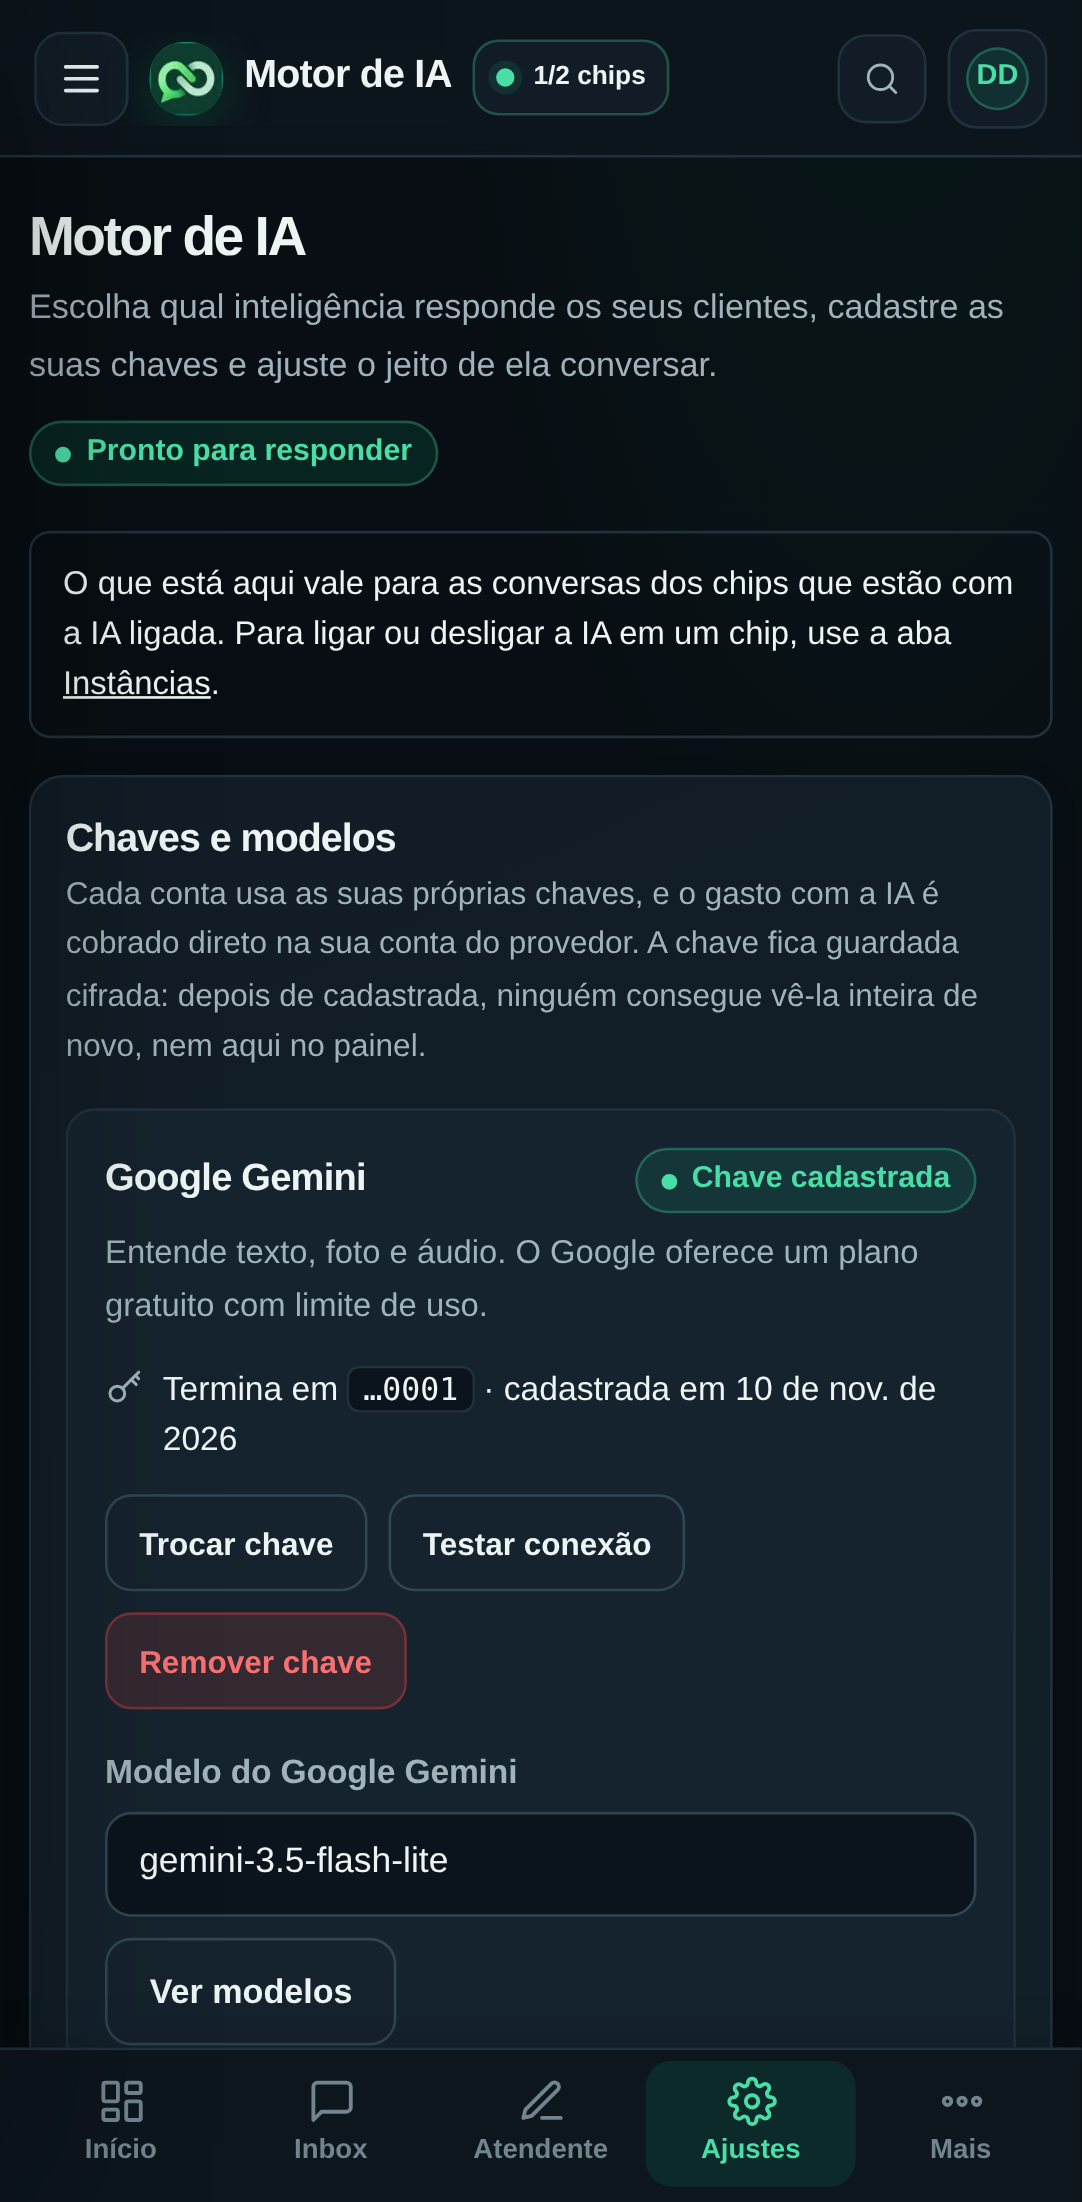 Motor de IA
1/2 chips
DD
Motor de IA
Escolha qual inteligência responde os seus clientes, cadastre as
suas chaves e ajuste o jeito de ela conversar.
Pronto para responder
O que está aqui vale para as conversas dos chips que estão com
a IA ligada. Para ligar ou desligar a IA em um chip, use a aba
Instâncias.
Chaves e modelos
Cada conta usa as suas próprias chaves, e o gasto com a IA é
cobrado direto na sua conta do provedor. A chave fica guardada
cifrada: depois de cadastrada, ninguém consegue vê-la inteira de
novo, nem aqui no painel.
Google Gemini
Chave cadastrada
Entende texto, foto e áudio. O Google oferece um plano
gratuito com limite de uso.
Termina em …0001 · cadastrada em 10 de nov. de
2026
Trocar chave
Testar conexão
Remover chave
Modelo do Google Gemini
gemini-3.5-flash-lite
Ver modelos
Início
Inbox
Atendente
Ajustes
Mais